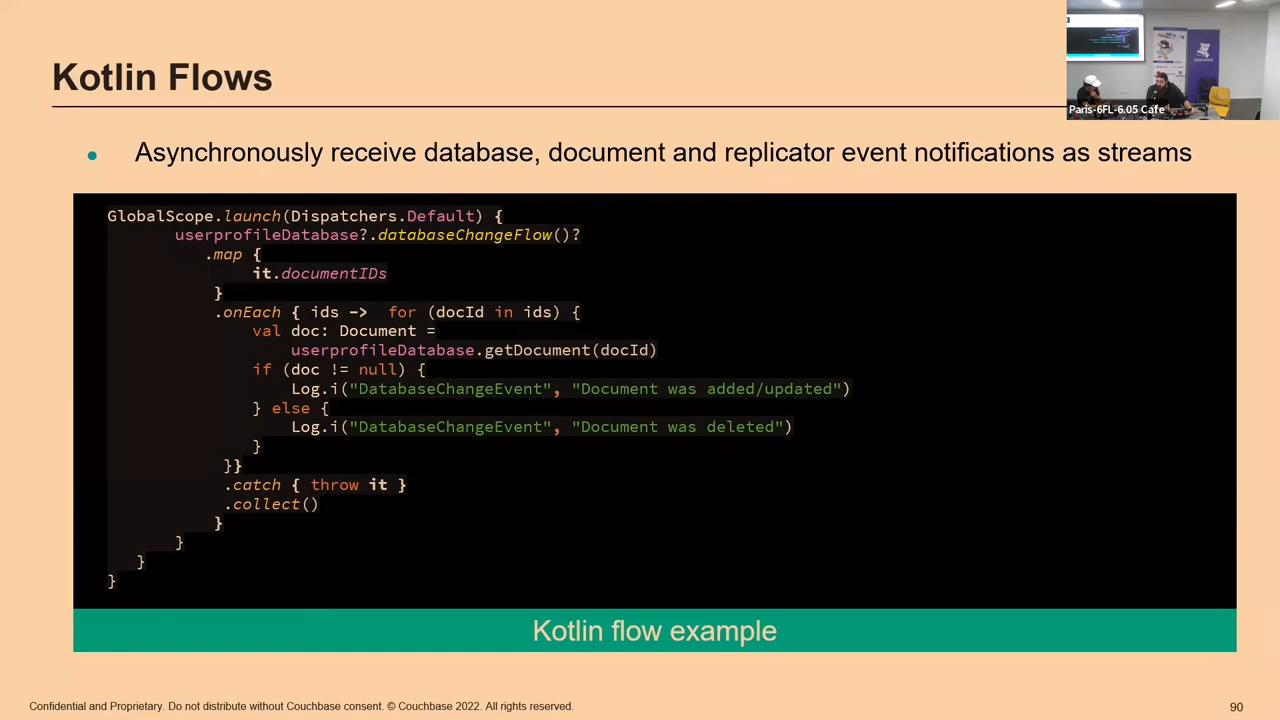 Kotlin Flows
Paris-6FL-6.05 Cafe
• Asynchronously receive database, document and replicator event notifications as streams
GlobalScope.launch(Dispatchers.Default) {
userprofileDatabase?.databaseChangeFlow()?
.map {
it.documentIDs
}
.onEach { ids -> for (docId in ids) {
val doc: Document =
userprofileDatabase.getDocument(docId)
if (doc != null) {
Log.i("DatabaseChangeEvent", "Document was added/updated")
} else {
Log.i("DatabaseChangeEvent", "Document was deleted")
}
}}
.catch { throw it }
.collect()
}
}
}
}
Kotlin flow example
Confidential and Proprietary. Do not distribute without Couchbase consent. © Couchbase 2022. All rights reserved.
90